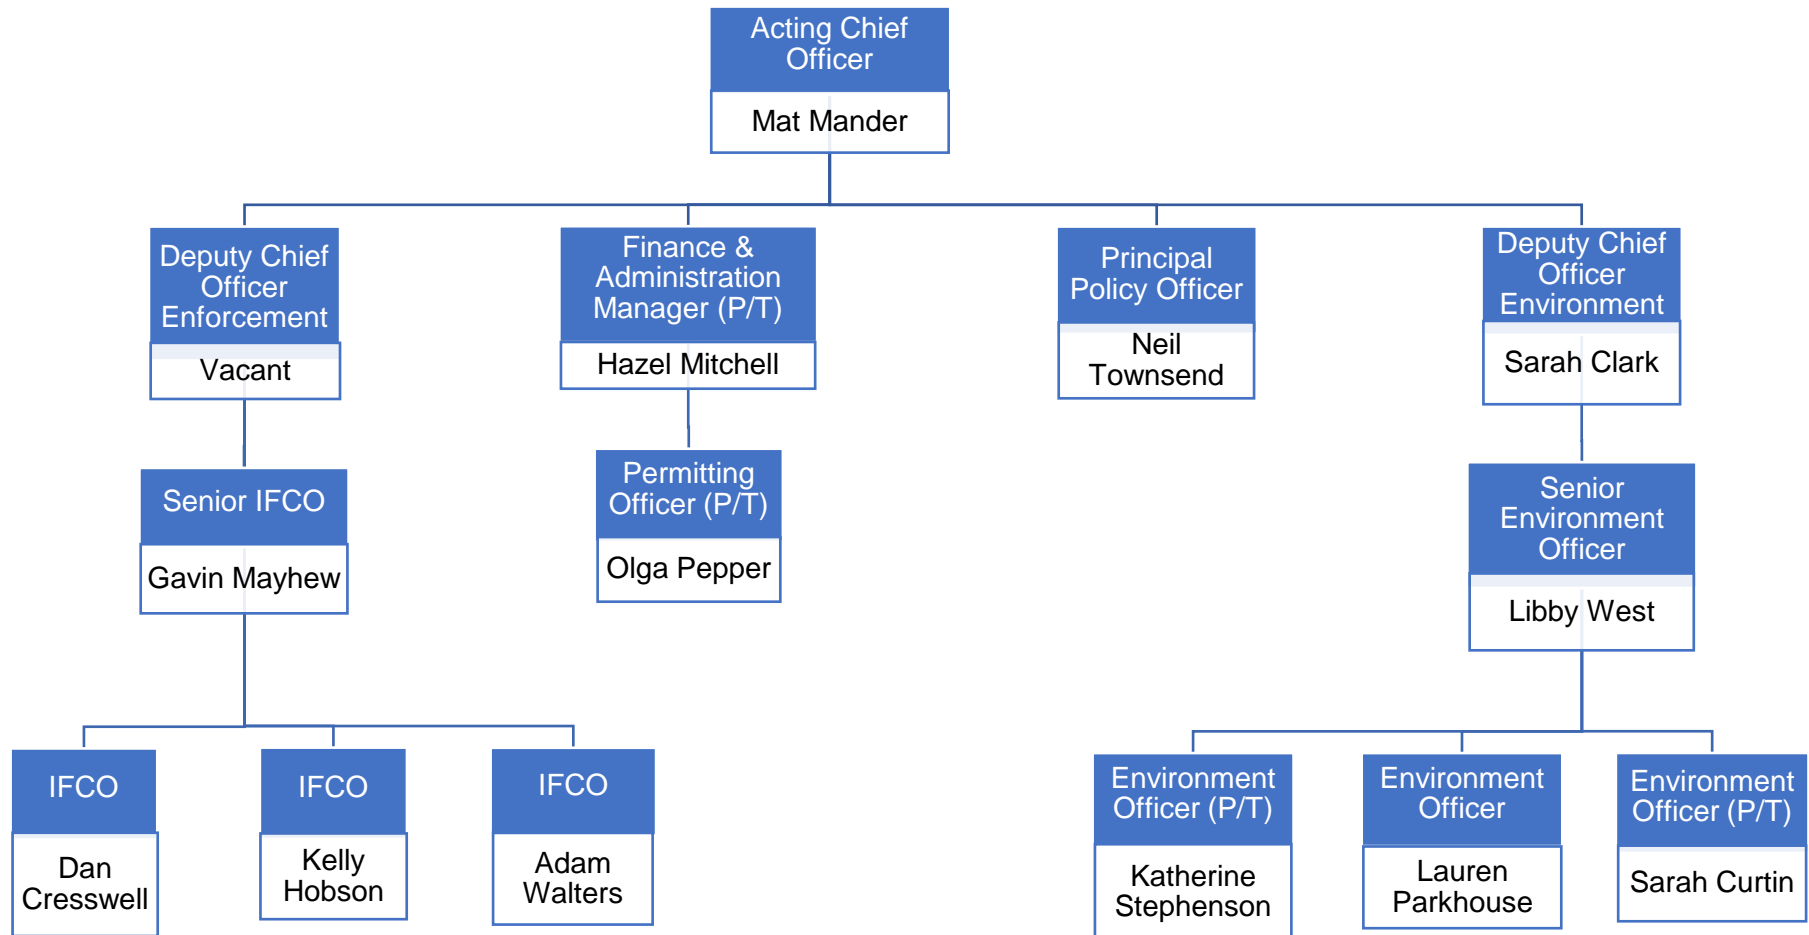 Acting Chief
Officer
Mat Mander
Deputy Chief
Officer
Enforcement
Vacant
Finance &
Administration
Manager (P/T)
Hazel Mitchell
Principal
Policy Officer
Neil
Townsend
Deputy Chief
Officer
Environment
Sarah Clark
Senior IFCO
Gavin Mayhew
Permitting
Officer (P/T)
Olga Pepper
Senior
Environment
Officer
Libby West
IFCO
Dan
Cresswell
IFCO
Kelly
Hobson
IFCO
Adam
Walters
Environment
Officer (P/T)
Katherine
Stephenson
Environment
Officer
Lauren
Parkhouse
Environment
Officer (P/T)
Sarah Curtin